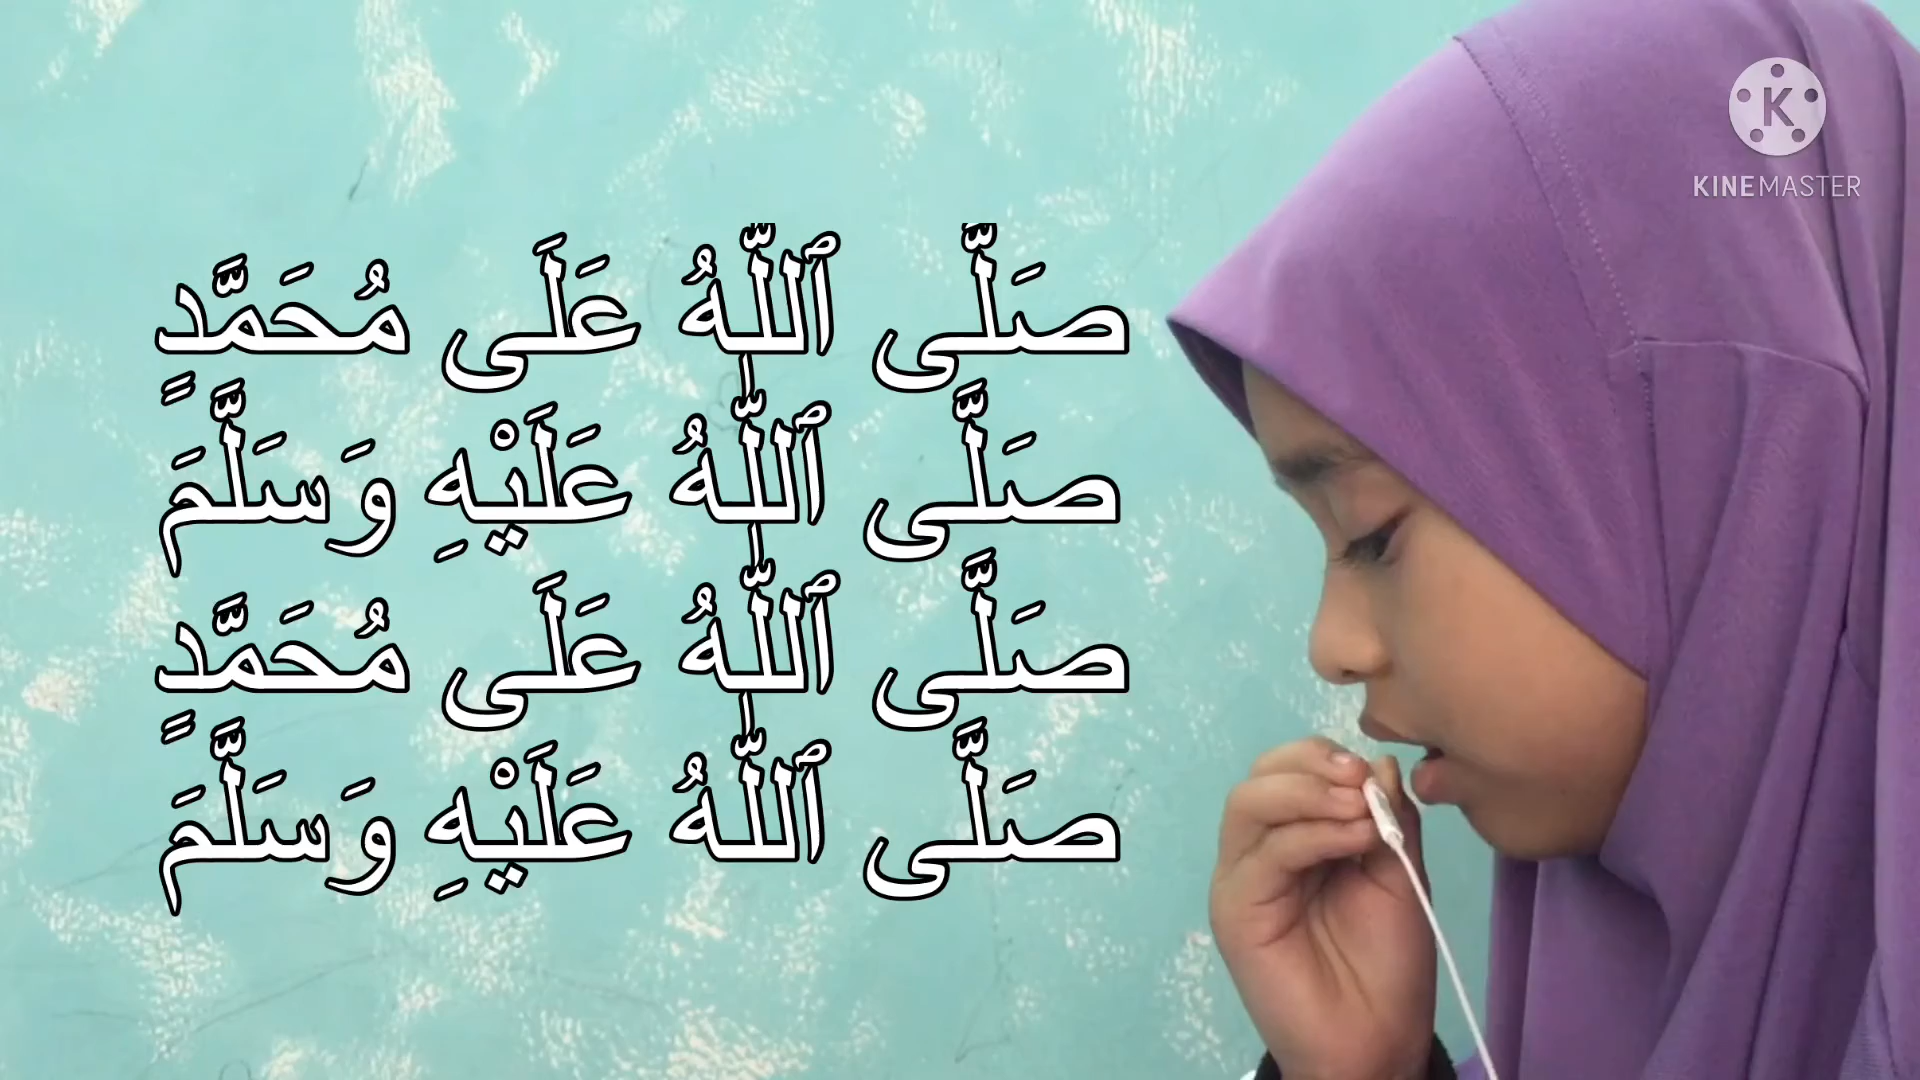 صَلَّى ٱللّٰهُ عَلَى مُحَمَّدٍ
صَلَّى ٱللّٰهُ عَلَيْهِ وَسَلَّمَ
صَلَّى ٱللّٰهُ عَلَى مُحَمَّدٍ
صَلَّى ٱللّٰهُ عَلَيْهِ وَسَلَّمَ
K
KINEMASTER